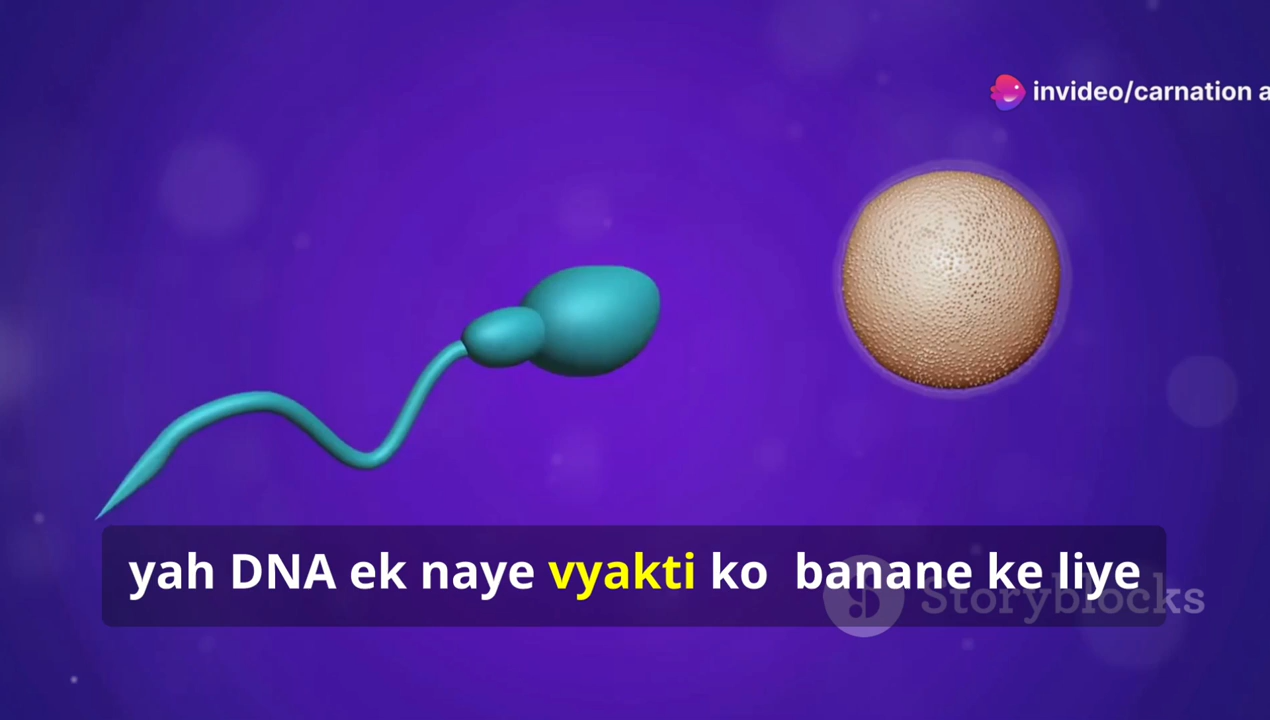 invideo/carnation a
yah DNA ek naye vyakti ko banane ke liye
Storyblocks